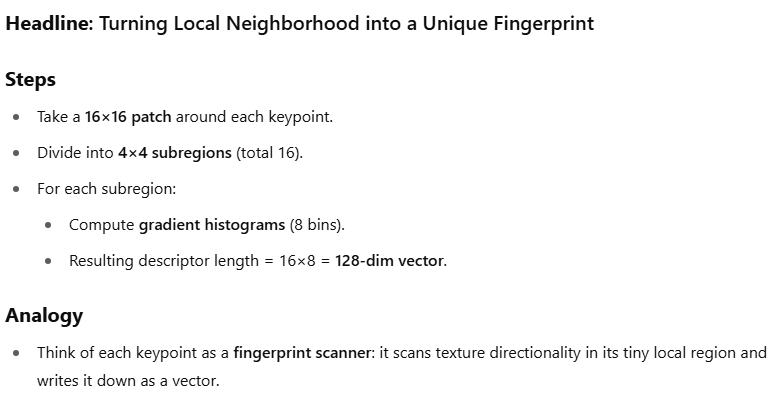 Headline: Turning Local Neighborhood into a Unique Fingerprint
Steps
• Take a 16×16 patch around each keypoint.
• Divide into 4×4 subregions (total 16).
• For each subregion:
• Compute gradient histograms (8 bins).
• Resulting descriptor length = 16×8 = 128-dim vector.
Analogy
• Think of each keypoint as a fingerprint scanner: it scans texture directionality in its tiny local region and
writes it down as a vector.